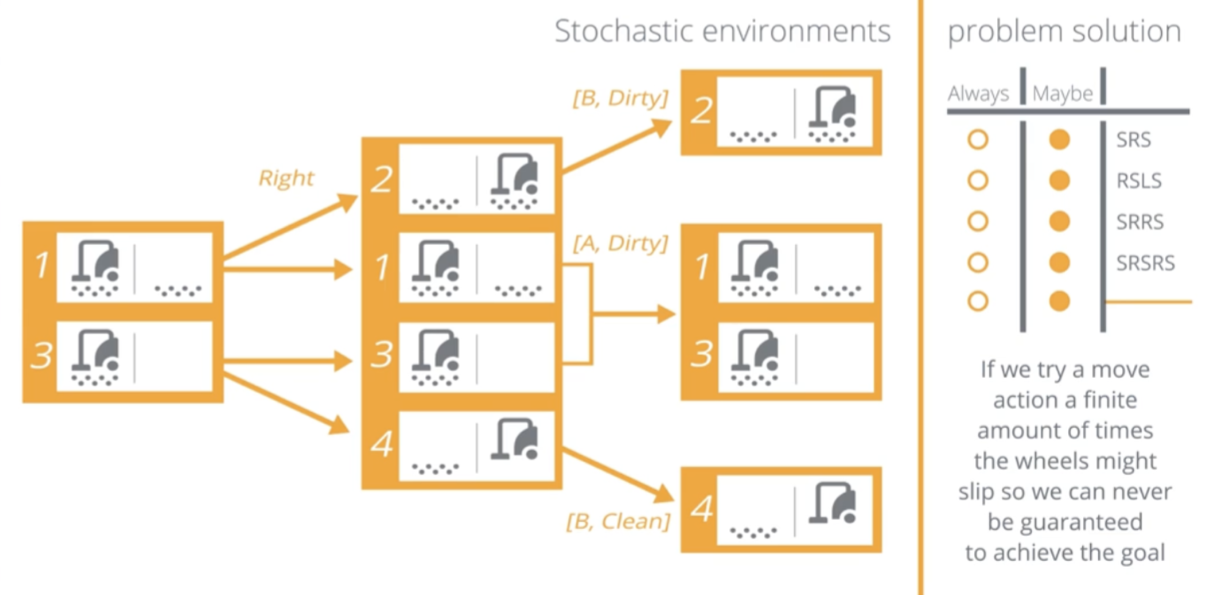 Stochastic environments
[B, Dirty]
2
Right
2
1
1
3
3
4
[A, Dirty]
1
3
[B, Clean]
4
problem solution
Always Maybe
SRS
RSLS
SRRS
SRSRS
If we try a move
action a finite
amount of times
the wheels might
slip so we can never
be guaranteed
to achieve the goal